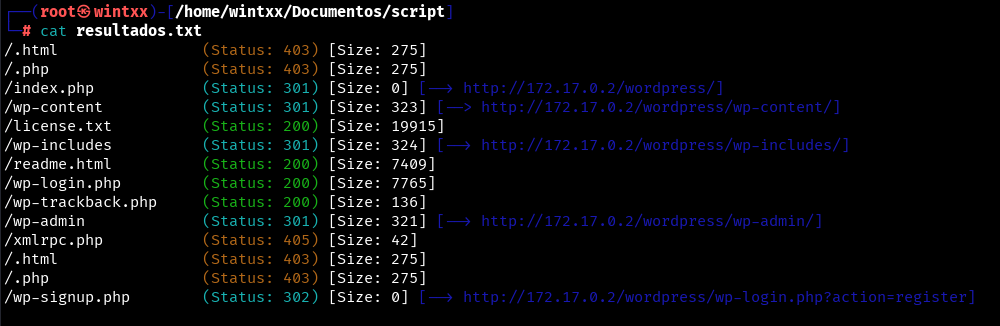 ┌──(root㉿wintxx)-[/home/wintxx/Documentos/script]
└─# cat resultados.txt
/.html (Status: 403) [Size: 275]
/.php (Status: 403) [Size: 275]
/index.php (Status: 301) [Size: 0] [--> http://172.17.0.2/wordpress/]
/wp-content (Status: 301) [Size: 323] [--> http://172.17.0.2/wordpress/wp-content/]
/license.txt (Status: 200) [Size: 19915]
/wp-includes (Status: 301) [Size: 324] [--> http://172.17.0.2/wordpress/wp-includes/]
/readme.html (Status: 200) [Size: 7409]
/wp-login.php (Status: 200) [Size: 7765]
/wp-trackback.php (Status: 200) [Size: 136]
/wp-admin (Status: 301) [Size: 321] [--> http://172.17.0.2/wordpress/wp-admin/]
/xmlrpc.php (Status: 405) [Size: 42]
/.html (Status: 403) [Size: 275]
/.php (Status: 403) [Size: 275]
/wp-signup.php (Status: 302) [Size: 0] [--> http://172.17.0.2/wordpress/wp-login.php?action=register]